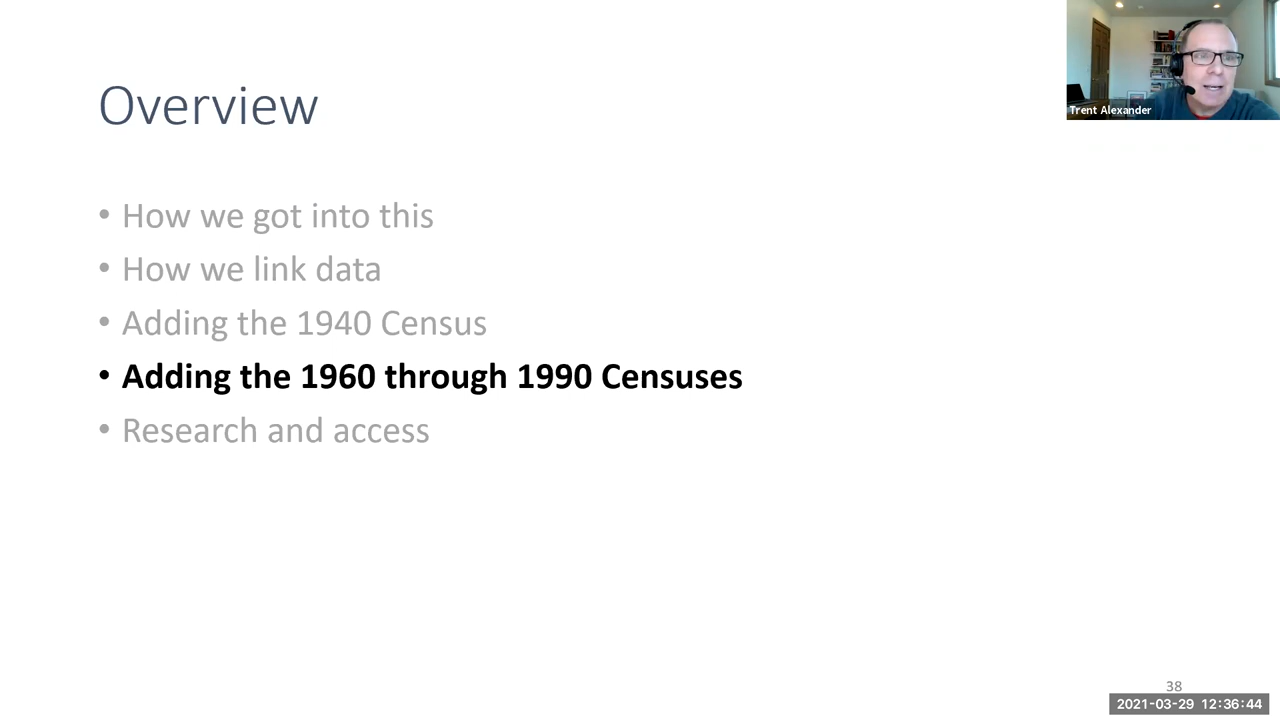 Overview
Trent Alexander
• How we got into this
• How we link data
• Adding the 1940 Census
• Adding the 1960 through 1990 Censuses
• Research and access
38
2021-03-29 12:36:44